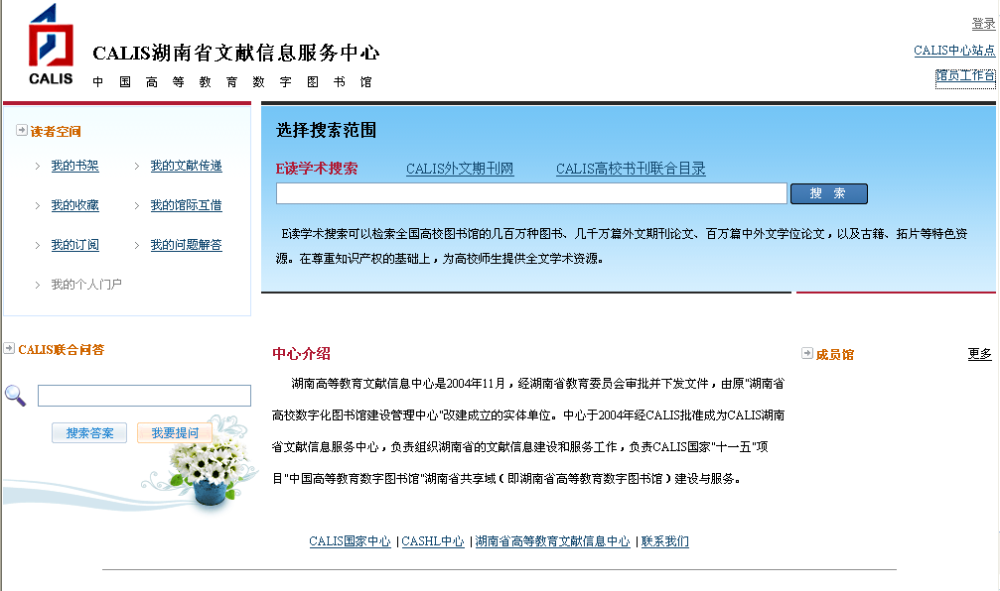 登录
CALIS湖南省文献信息服务中心
CALIS中心站点
CALIS
中国高等教育数字图书馆
馆员工作台
读者空间
我的书架 我的文献传递
我的收藏 我的馆际互借
我的订阅 我的问题解答
我的个人门户
选择搜索范围
E读学术搜索 CALIS外文期刊网 CALIS高校书刊联合目录
搜 索
E读学术搜索可以检索全国高校图书馆的几百万种图书、几千万篇外文期刊论文、百万篇中外文学位论文，以及古籍、拓片等特色资
源。在尊重知识产权的基础上，为高校师生提供全文学术资源。
CALIS联合问答
搜索答案 我要提问
中心介绍
湖南高等教育文献信息中心是2004年11月，经湖南省教育委员会审批并下发文件，由原"湖南省
高校数字化图书馆建设管理中心"改建成立的实体单位。中心于2004年经CALIS批准成为CALIS湖南
省文献信息服务中心，负责组织湖南省的文献信息建设和服务工作，负责CALIS国家"十一五"项
目"中国高等教育数字图书馆"湖南省共享域（即湖南省高等教育数字图书馆）建设与服务。
成员馆 更多
CALIS国家中心 |CASHL中心 |湖南省高等教育文献信息中心 |联系我们